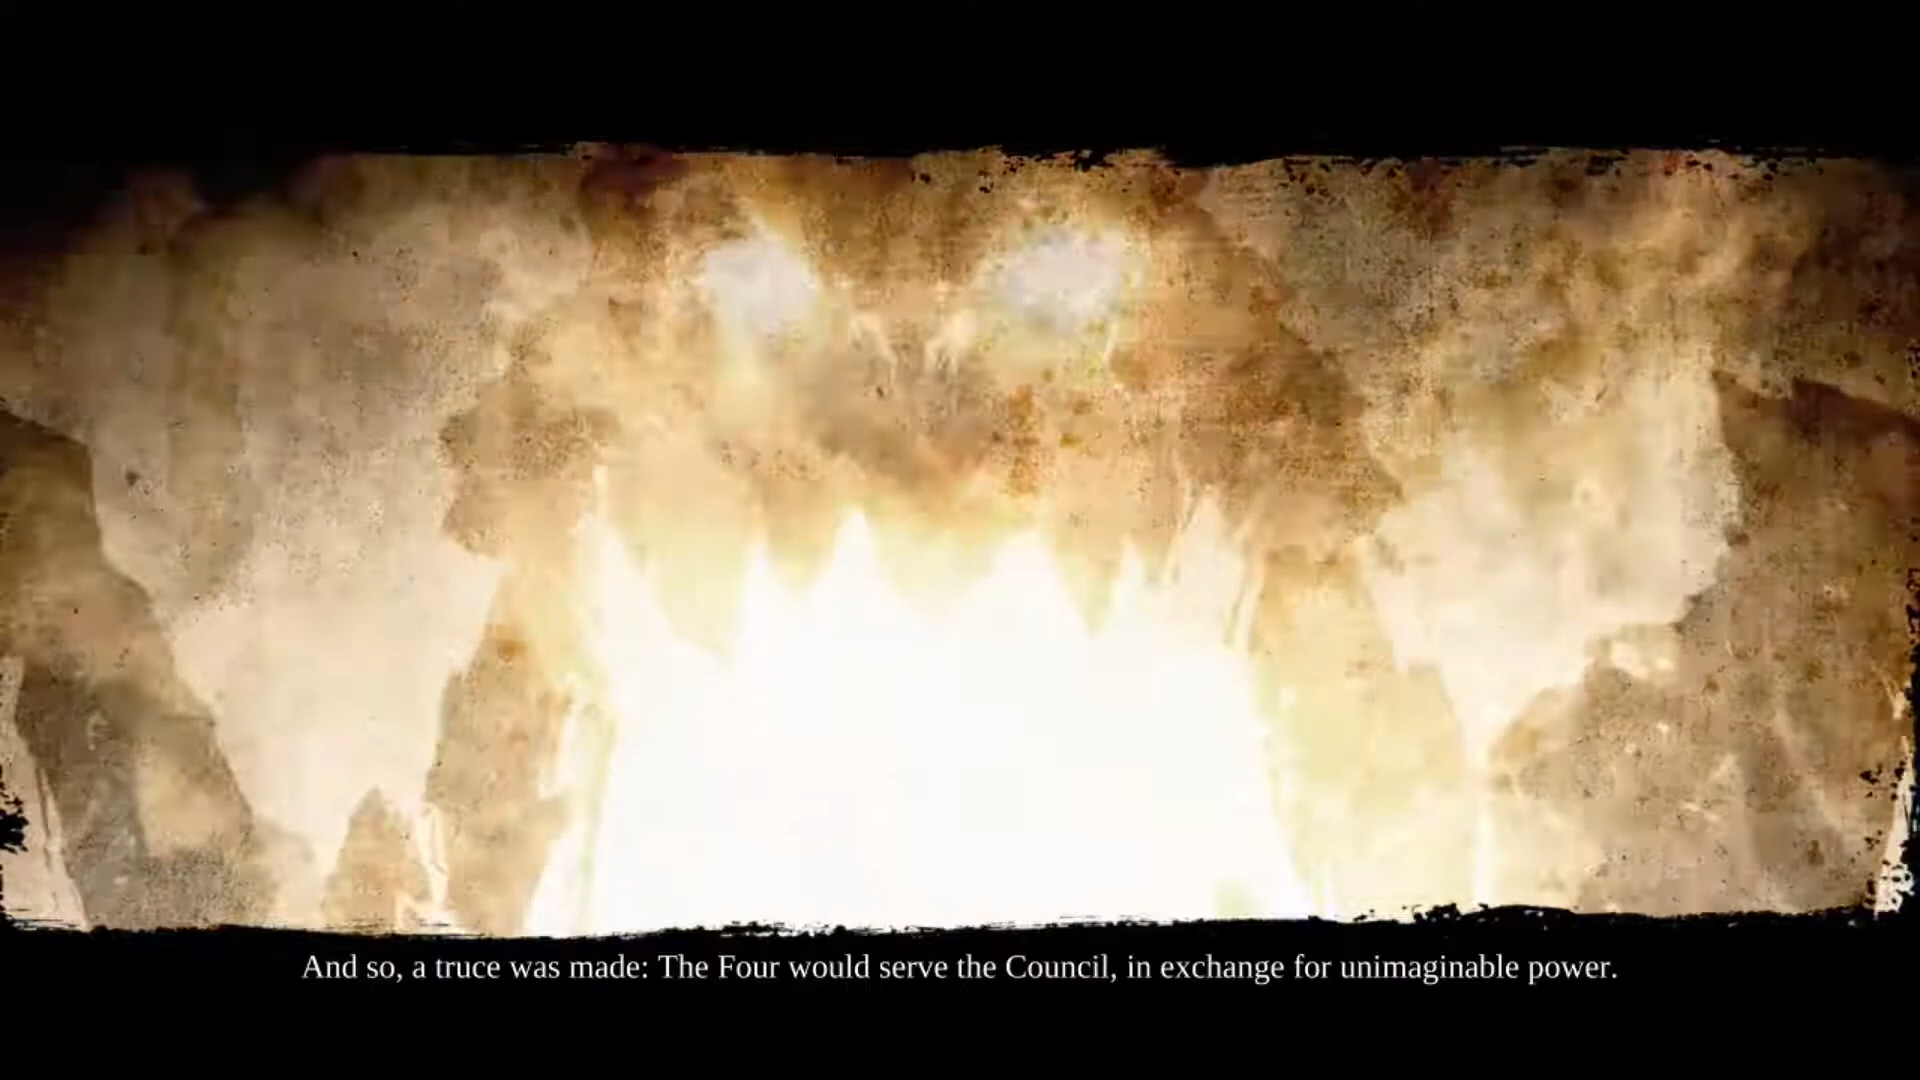 And so, a truce was made: The Four would serve the Council, in exchange for unimaginable power.